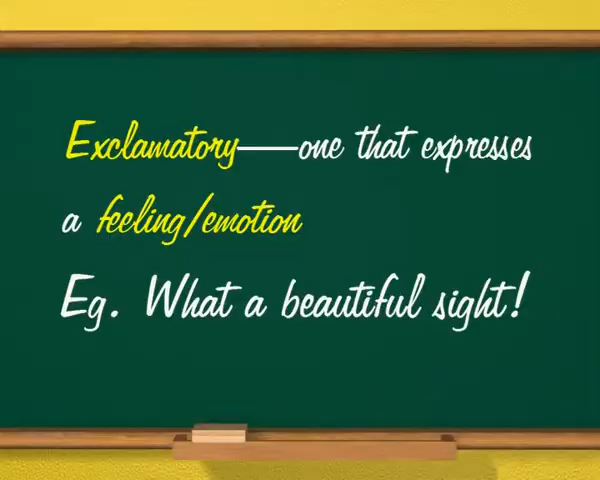 Exclamatory—one that expresses
a feeling/emotion
Eg. What a beautiful sight!